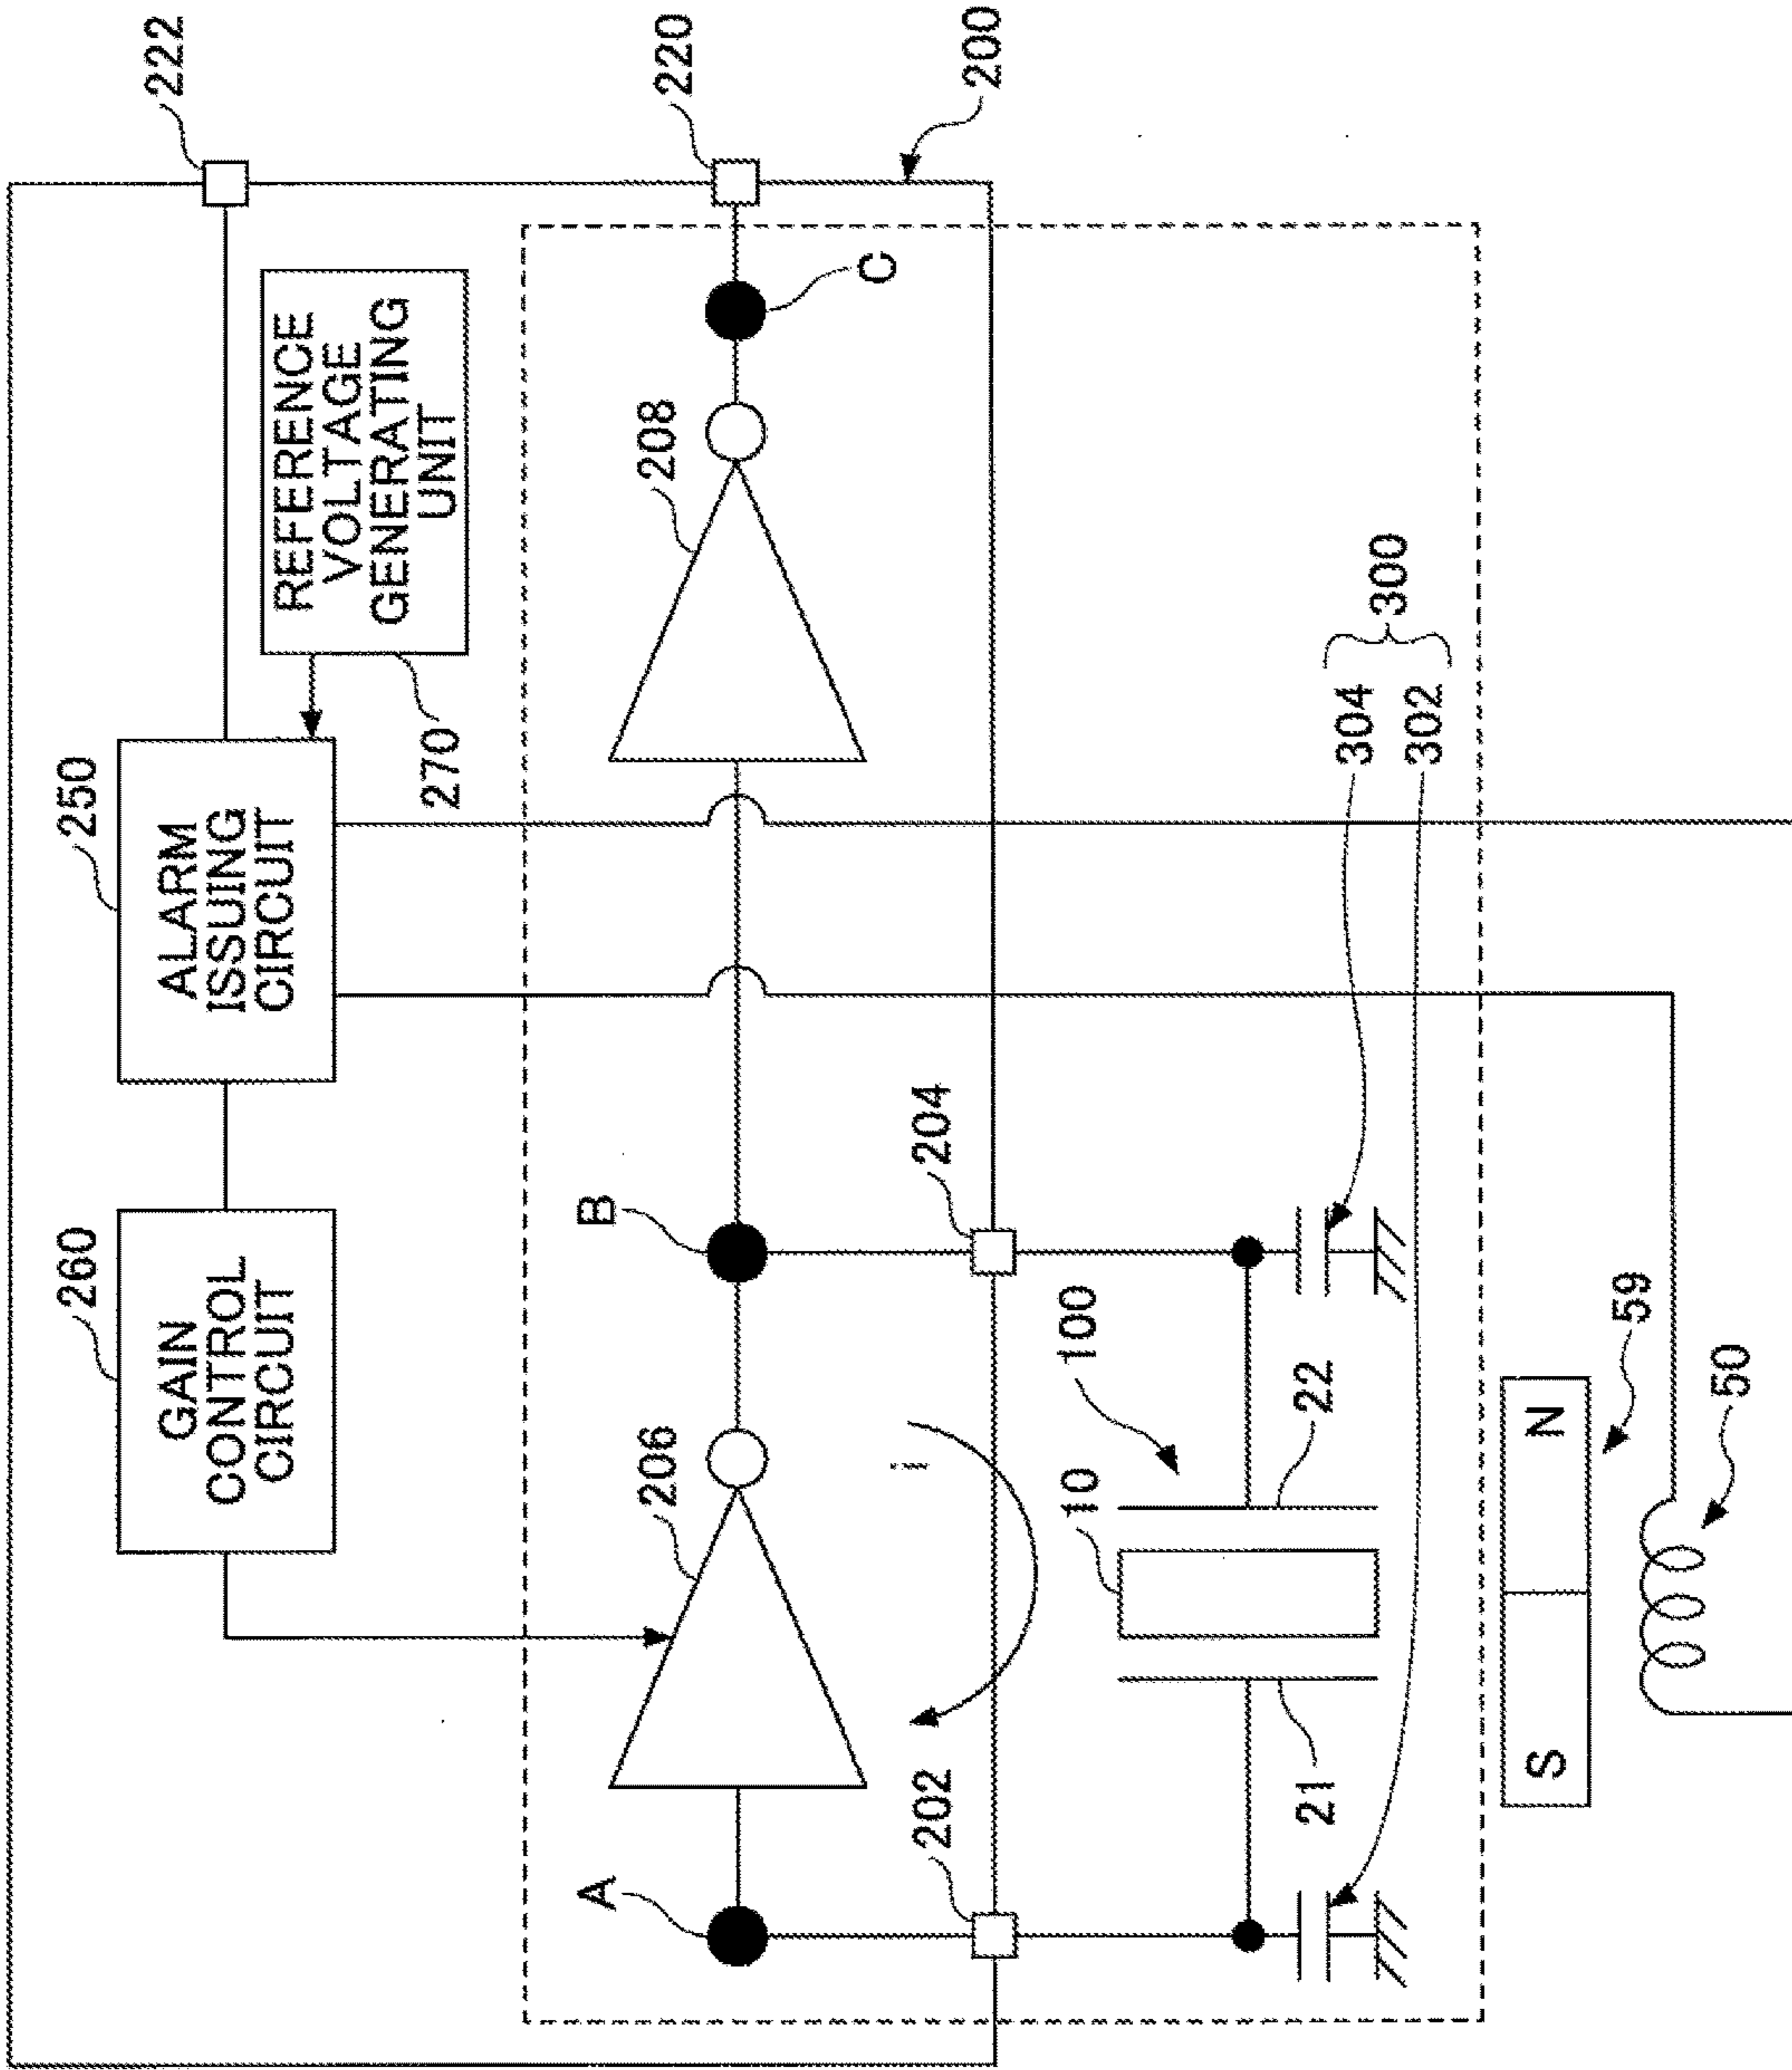 222
220
200
REFERENCE
VOLTAGE
GENERATING
UNIT
270
250
ALARM
ISSUING
CIRCUIT
260
GAIN
CONTROL
CIRCUIT
C
208
B
206
A
i
204
202
300
304
302
100
10
22
21
S
N
59
50